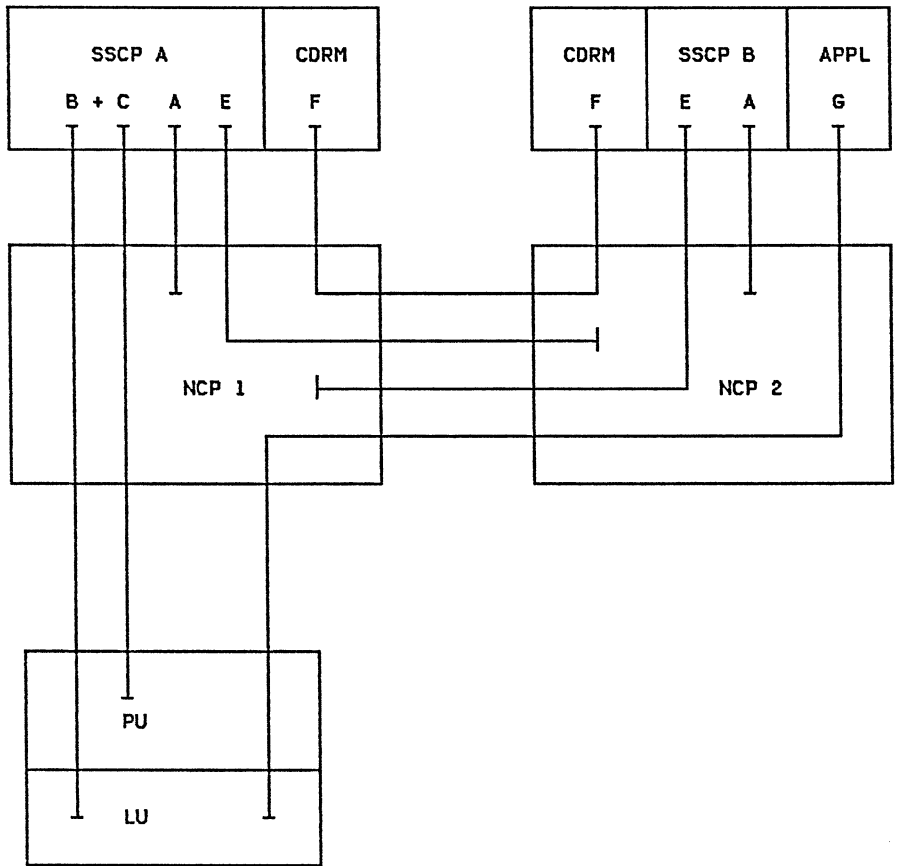 SSCP A CDRM CDRM SSCP B APPL
B + C A E F F E A G
NCP 1 NCP 2
PU
LU